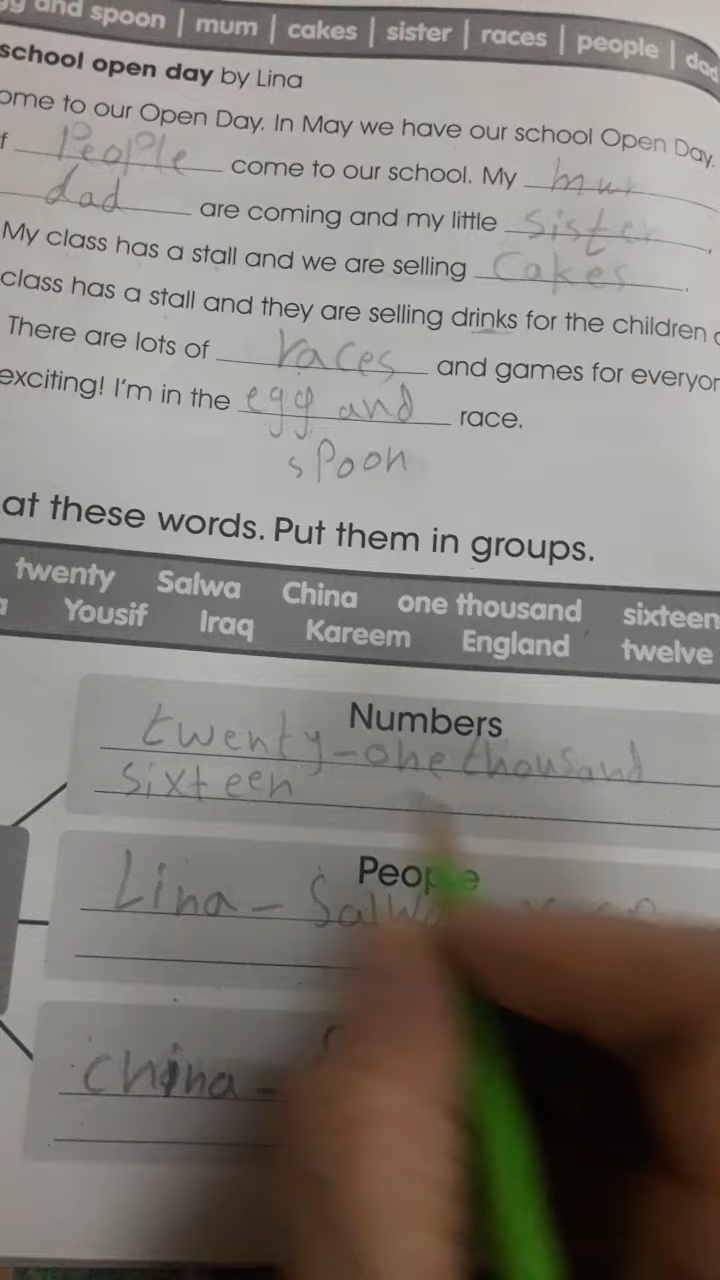 and spoon | mum | cakes | sister | races | people | dad
school open day by Lina
ome to our Open Day. In May we have our school Open Day.
f People come to our school. My
dad are coming and my little sister,
My class has a stall and we are selling Cakes.
class has a stall and they are selling drinks for the children
There are lots of races and games for everyon
exciting! I'm in the egg and race.
spoon
at these words. Put them in groups.
twenty Salwa China one thousand sixteen
a Yousif Iraq Kareem England twelve
Numbers
twenty-one thousand
sixteen
People
Lina - Salwa
china -